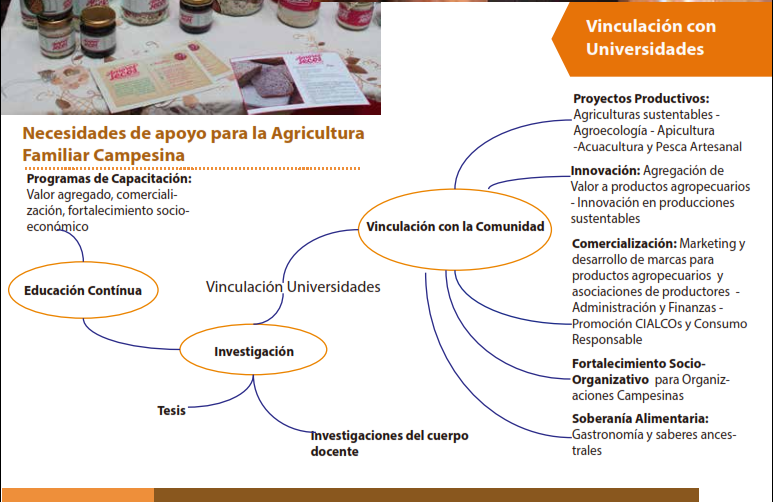 Vinculación con
Universidades
Necesidades de apoyo para la Agricultura
Familiar Campesina
Programas de Capacitación:
Valor agregado, comerciali-
zación, fortalecimiento socio-
económico
Educación Contínua
Vinculación Universidades
Investigación
Tesis
Investigaciones del cuerpo
docente
Vinculación con la Comunidad
Proyectos Productivos:
Agriculturas sustentables -
Agroecología - Apicultura
-Acuacultura y Pesca Artesanal
Innovación: Agregación de
Valor a productos agropecuarios
- Innovación en producciones
sustentables
Comercialización: Marketing y
desarrollo de marcas para
productos agropecuarios y
asociaciones de productores -
Administración y Finanzas -
Promoción CIALCOs y Consumo
Responsable
Fortalecimiento Socio-
Organizativo para Organiz-
aciones Campesinas
Soberanía Alimentaria:
Gastronomía y saberes ances-
trales